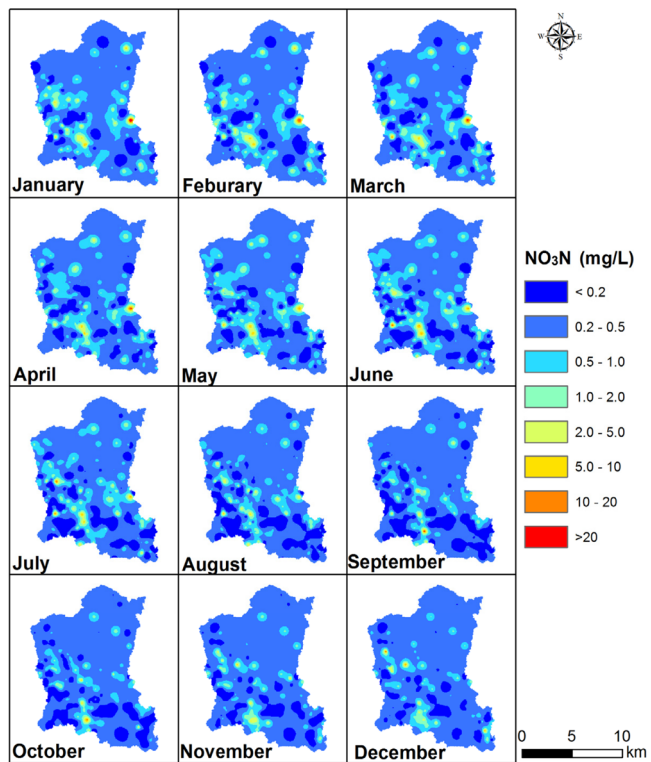 N
W E
S
January
Feburary
March
April
May
June
July
August
September
October
November
December
NO₃N (mg/L)
< 0.2
0.2 - 0.5
0.5 - 1.0
1.0 - 2.0
2.0 - 5.0
5.0 - 10
10 - 20
>20
0 5 10
km